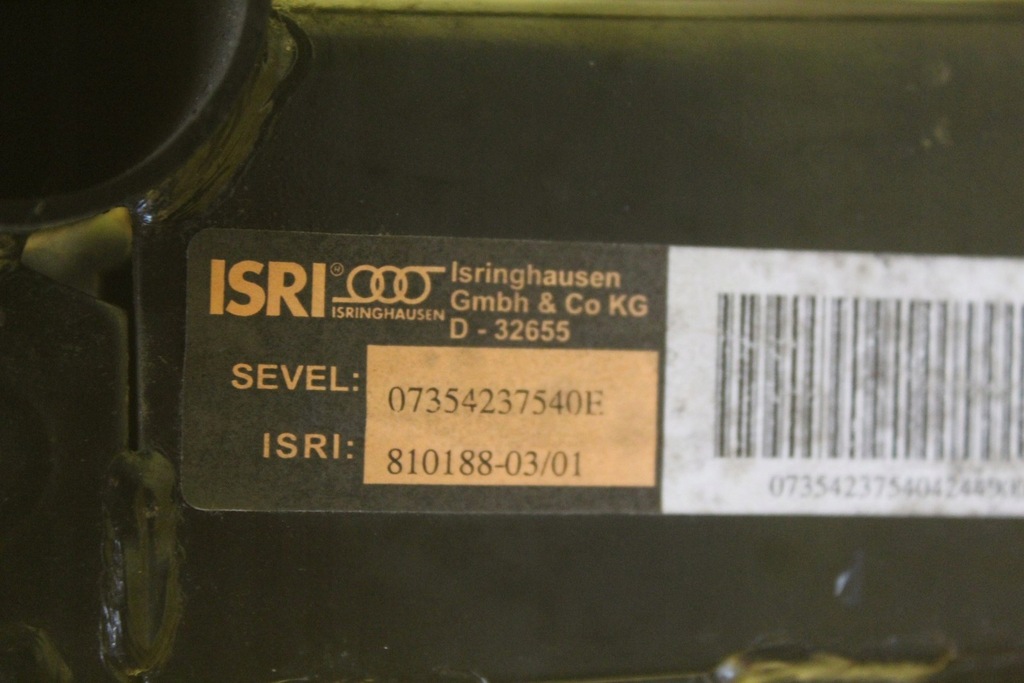 ISRI ® ISRINGHAUSEN
Isringhausen
Gmbh & Co KG
D - 32655
SEVEL: 07354237540E
ISRI: 810188-03/01